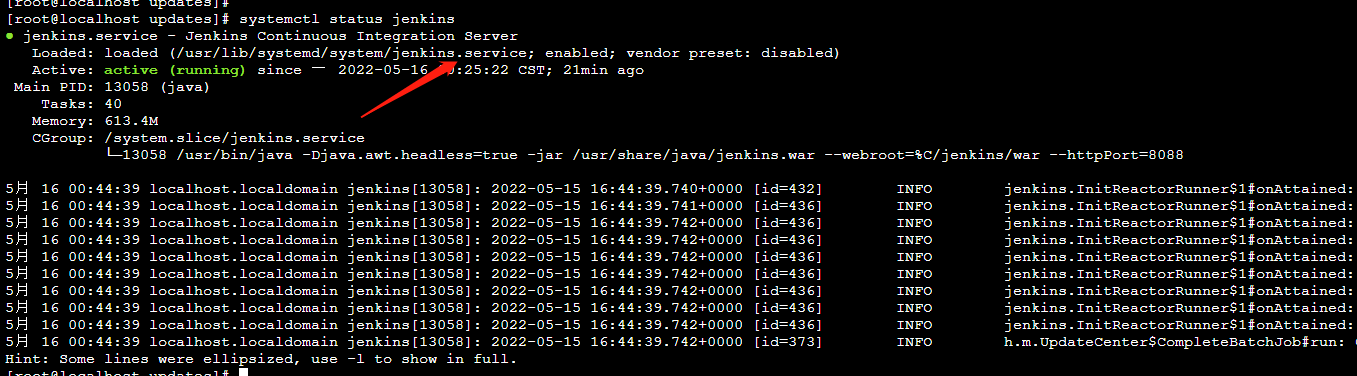 [root@localhost updates]#
[root@localhost updates]# systemctl status jenkins
● jenkins.service - Jenkins Continuous Integration Server
Loaded: loaded (/usr/lib/systemd/system/jenkins.service; enabled; vendor preset: disabled)
Active: active (running) since 一 2022-05-16 :25:22 CST; 21min ago
Main PID: 13058 (java)
Tasks: 40
Memory: 613.4M
CGroup: /system.slice/jenkins.service
└─13058 /usr/bin/java -Djava.awt.headless=true -jar /usr/share/java/jenkins.war --webroot=%C/jenkins/war --httpPort=8088
5月 16 00:44:39 localhost.localdomain jenkins[13058]: 2022-05-15 16:44:39.740+0000 [id=432] INFO jenkins.InitReactorRunner$1#onAttained:
5月 16 00:44:39 localhost.localdomain jenkins[13058]: 2022-05-15 16:44:39.741+0000 [id=436] INFO jenkins.InitReactorRunner$1#onAttained:
5月 16 00:44:39 localhost.localdomain jenkins[13058]: 2022-05-15 16:44:39.742+0000 [id=436] INFO jenkins.InitReactorRunner$1#onAttained:
5月 16 00:44:39 localhost.localdomain jenkins[13058]: 2022-05-15 16:44:39.742+0000 [id=436] INFO jenkins.InitReactorRunner$1#onAttained:
5月 16 00:44:39 localhost.localdomain jenkins[13058]: 2022-05-15 16:44:39.742+0000 [id=436] INFO jenkins.InitReactorRunner$1#onAttained:
5月 16 00:44:39 localhost.localdomain jenkins[13058]: 2022-05-15 16:44:39.742+0000 [id=436] INFO jenkins.InitReactorRunner$1#onAttained:
5月 16 00:44:39 localhost.localdomain jenkins[13058]: 2022-05-15 16:44:39.742+0000 [id=436] INFO jenkins.InitReactorRunner$1#onAttained:
5月 16 00:44:39 localhost.localdomain jenkins[13058]: 2022-05-15 16:44:39.742+0000 [id=436] INFO jenkins.InitReactorRunner$1#onAttained:
5月 16 00:44:39 localhost.localdomain jenkins[13058]: 2022-05-15 16:44:39.742+0000 [id=436] INFO jenkins.InitReactorRunner$1#onAttained:
5月 16 00:44:39 localhost.localdomain jenkins[13058]: 2022-05-15 16:44:39.742+0000 [id=373] INFO h.m.UpdateCenter$CompleteBatchJob#run:
Hint: Some lines were ellipsized, use -l to show in full.
[root@localhost updates]#